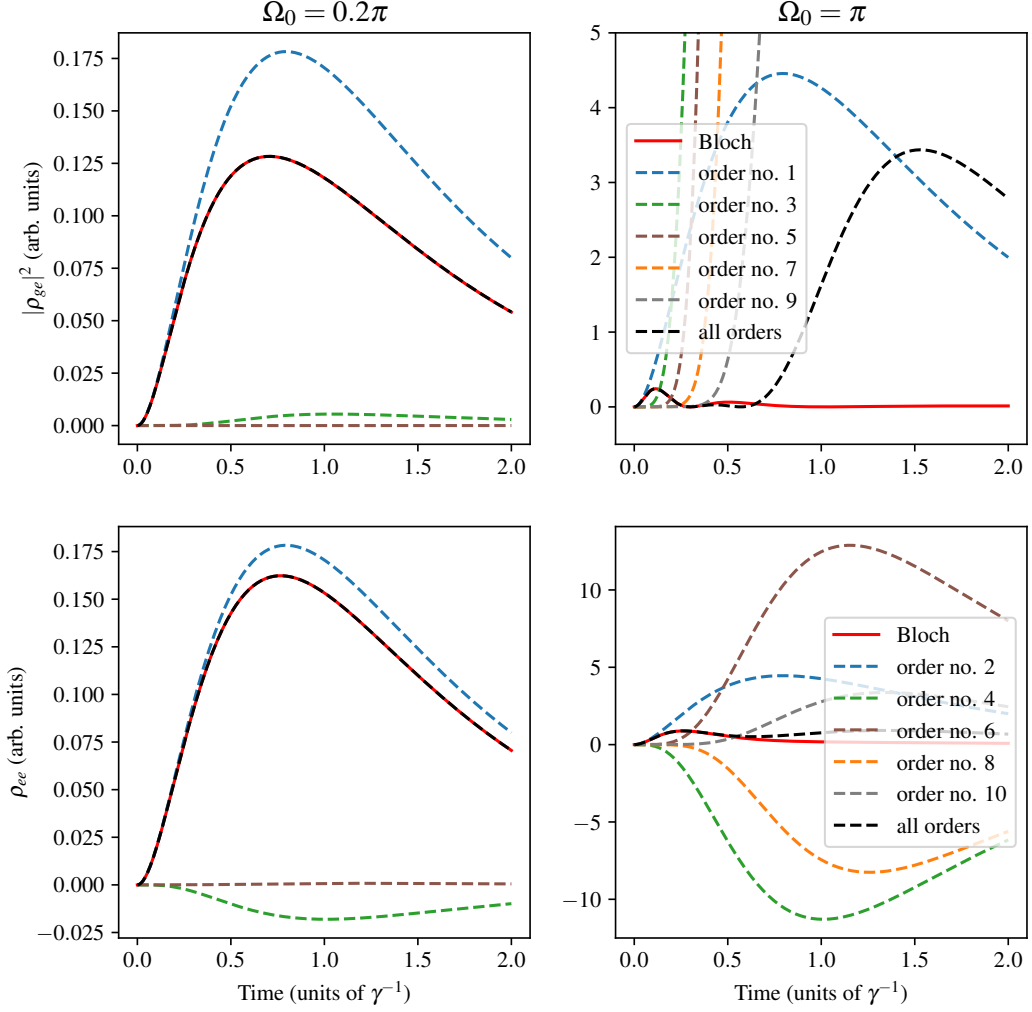 Ω₀ = 0.2π
Ω₀ = π
|ρ_ge|² (arb. units)
0.175
0.150
0.125
0.100
0.075
0.050
0.025
0.000
0.0 0.5 1.0 1.5 2.0
5
4
3
2
1
0
0.0 0.5 1.0 1.5 2.0
Bloch
order no. 1
order no. 3
order no. 5
order no. 7
order no. 9
all orders
ρ_ee (arb. units)
0.175
0.150
0.125
0.100
0.075
0.050
0.025
0.000
−0.025
0.0 0.5 1.0 1.5 2.0
Time (units of γ⁻¹)
10
5
0
−5
−10
0.0 0.5 1.0 1.5 2.0
Time (units of γ⁻¹)
Bloch
order no. 2
order no. 4
order no. 6
order no. 8
order no. 10
all orders